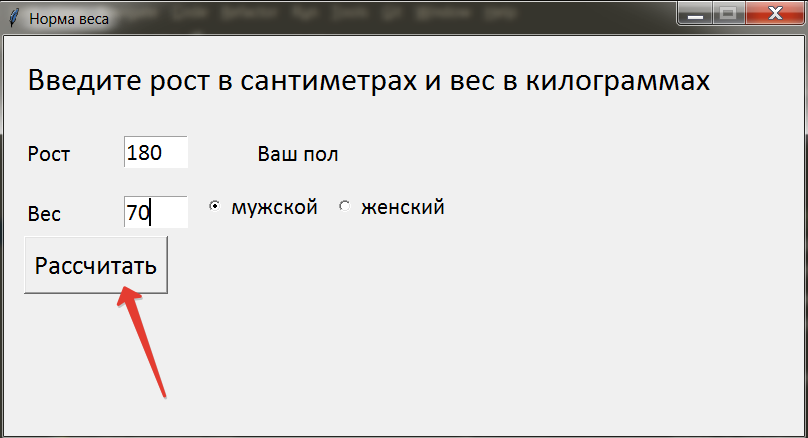 Норма веса
Введите рост в сантиметрах и вес в килограммах
Рост 180 Ваш пол
Вес 70 мужской женский
Рассчитать